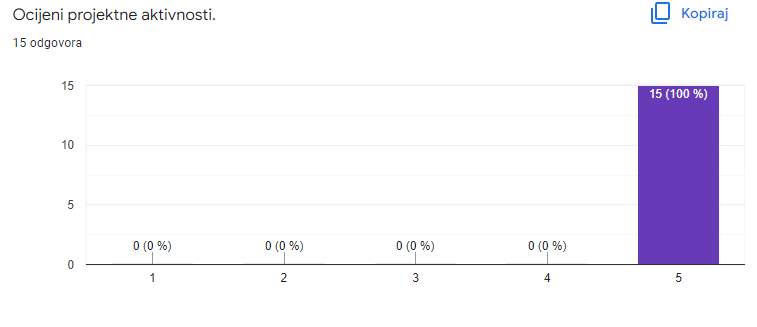 Ocijeni projektne aktivnosti.
Kopiraj
15 odgovora
15
10
5
0
0 (0 %)
0 (0 %)
0 (0 %)
0 (0 %)
15 (100 %)
1
2
3
4
5